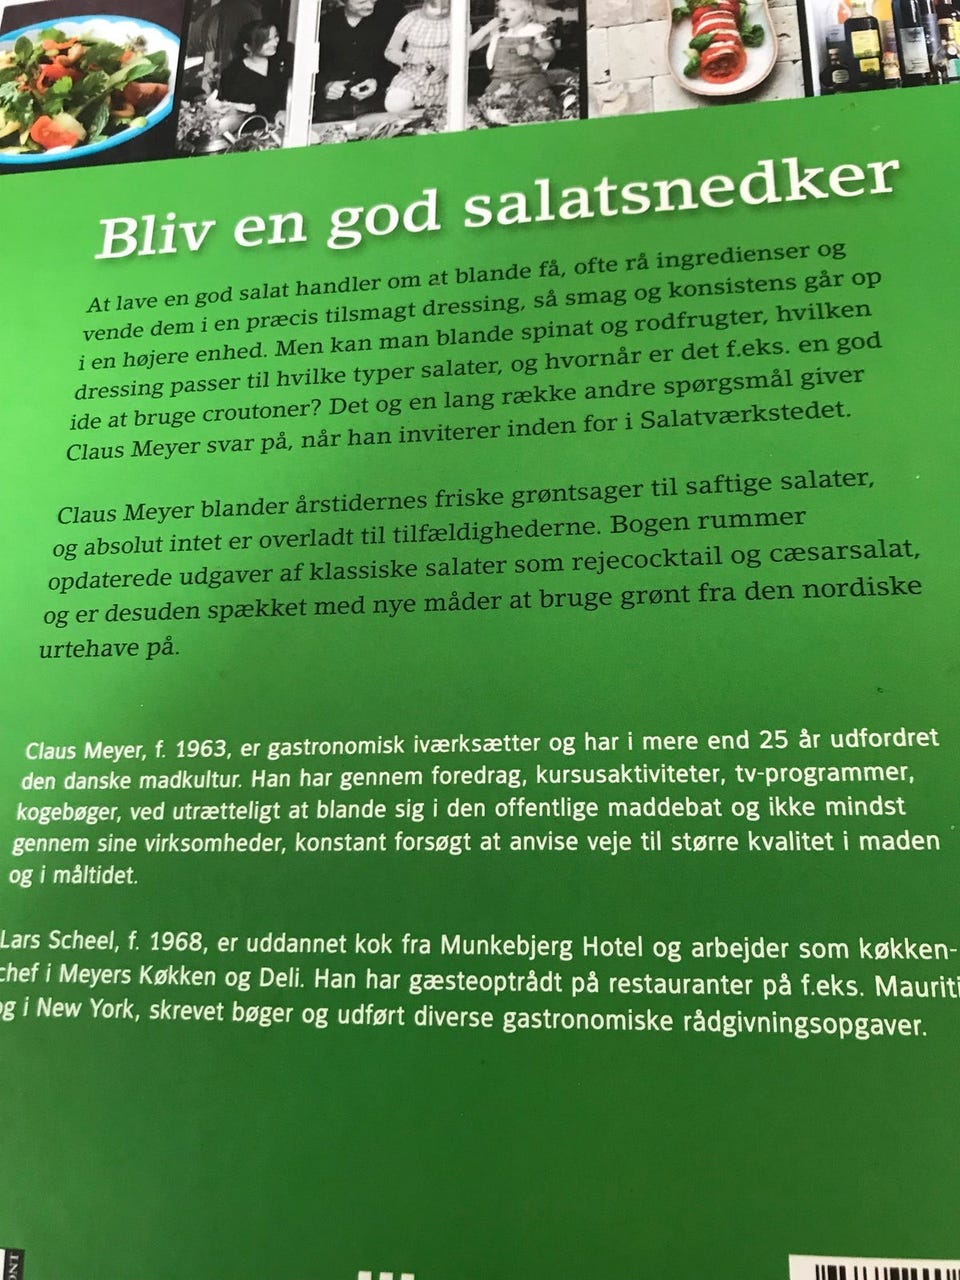 Bliv en god salatsnedker
At lave en god salat handler om at blande få, ofte rå ingredienser og
vende dem i en præcis tilsmagt dressing, så smag og konsistens går op
i en højere enhed. Men kan man blande spinat og rodfrugter, hvilken
dressing passer til hvilke typer salater, og hvornår er det f.eks. en god
ide at bruge croutoner? Det og en lang række andre spørgsmål giver
Claus Meyer svar på, når han inviterer inden for i Salatværkstedet.
Claus Meyer blander årstidernes friske grøntsager til saftige salater,
og absolut intet er overladt til tilfældighederne. Bogen rummer
opdaterede udgaver af klassiske salater som rejecocktail og cæsarsalat,
og er desuden spækket med nye måder at bruge grønt fra den nordiske
urtehave på.
Claus Meyer, f. 1963, er gastronomisk iværksætter og har i mere end 25 år udfordret
den danske madkultur. Han har gennem foredrag, kursusaktiviteter, tv-programmer,
kogebøger, ved utrætteligt at blande sig i den offentlige maddebat og ikke mindst
gennem sine virksomheder, konstant forsøgt at anvise veje til større kvalitet i maden
og i måltidet.
Lars Scheel, f. 1968, er uddannet kok fra Munkebjerg Hotel og arbejder som køkken-
chef i Meyers Køkken og Deli. Han har gæsteoptrådt på restauranter på f.eks. Mauriti
og i New York, skrevet bøger og udført diverse gastronomiske rådgivningsopgaver.